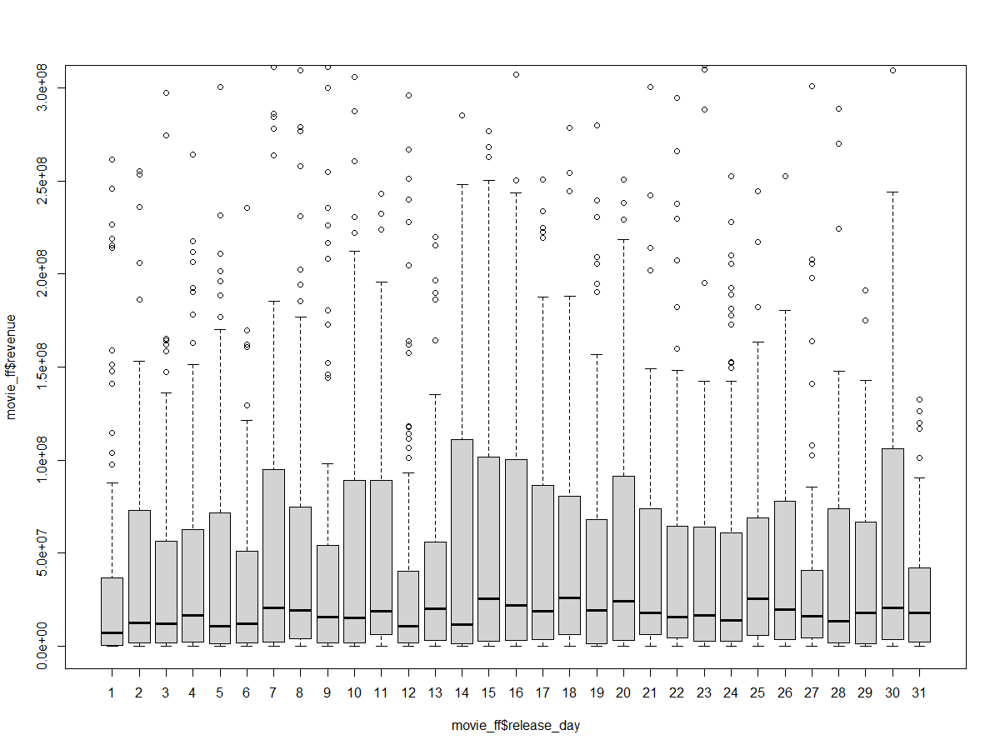 3.0e+08
2.5e+08
2.0e+08
1.5e+08
1.0e+08
5.0e+07
0.0e+00
movie_ff$revenue
1 2 3 4 5 6 7 8 9 10 11 12 13 14 15 16 17 18 19 20 21 22 23 24 25 26 27 28 29 30 31
movie_ff$release_day